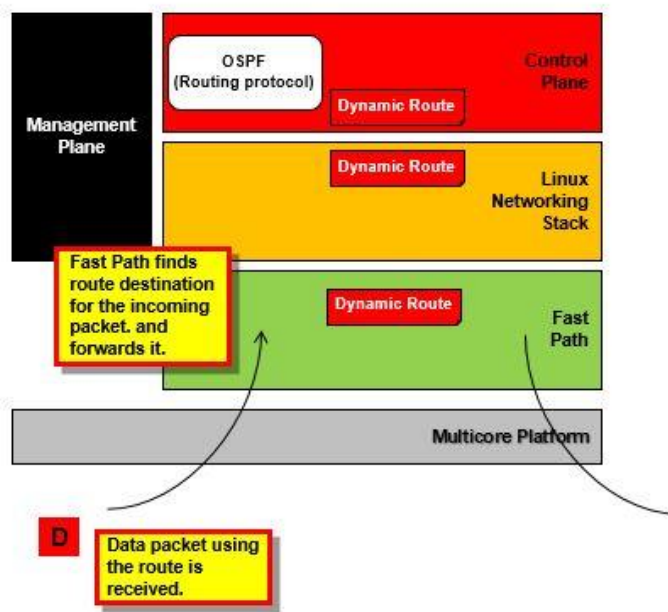 OSPF
(Routing protocol)
Control
Plane
Dynamic Route
Management
Plane
Dynamic Route
Linux
Networking
Stack
Fast Path finds
route destination
for the incoming
packet. and
forwards it.
Dynamic Route
Fast
Path
Multicore Platform
D
Data packet using
the route is
received.